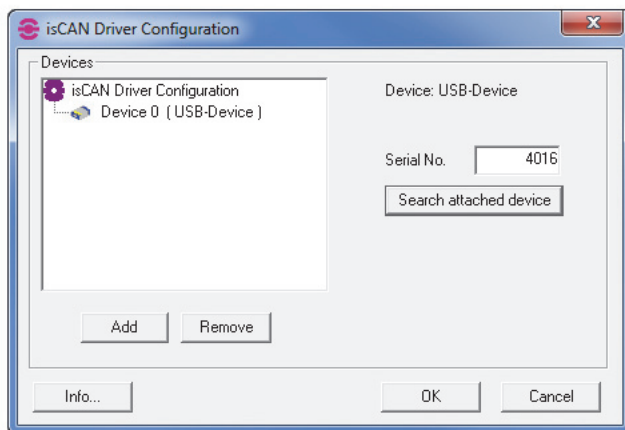 isCAN Driver Configuration
Devices
isCAN Driver Configuration
Device 0 ( USB-Device )
Device: USB-Device
Serial No. 4016
Search attached device
Add Remove
Info... OK Cancel